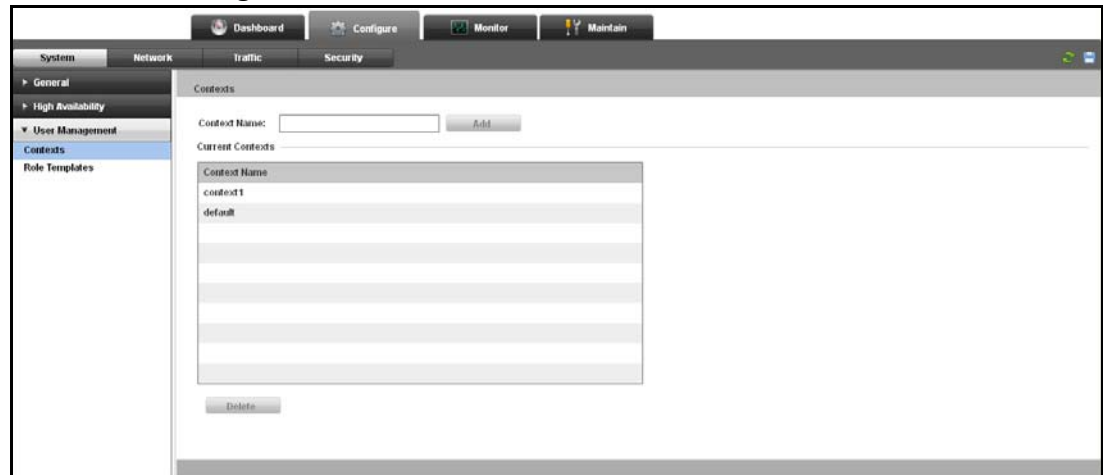 Dashboard Configure Monitor Maintain
System Network Traffic Security
General
Contexts
High Availability
User Management
Context Name: Add
Contexts
Current Contexts
Role Templates
Context Name
context1
default
Delete